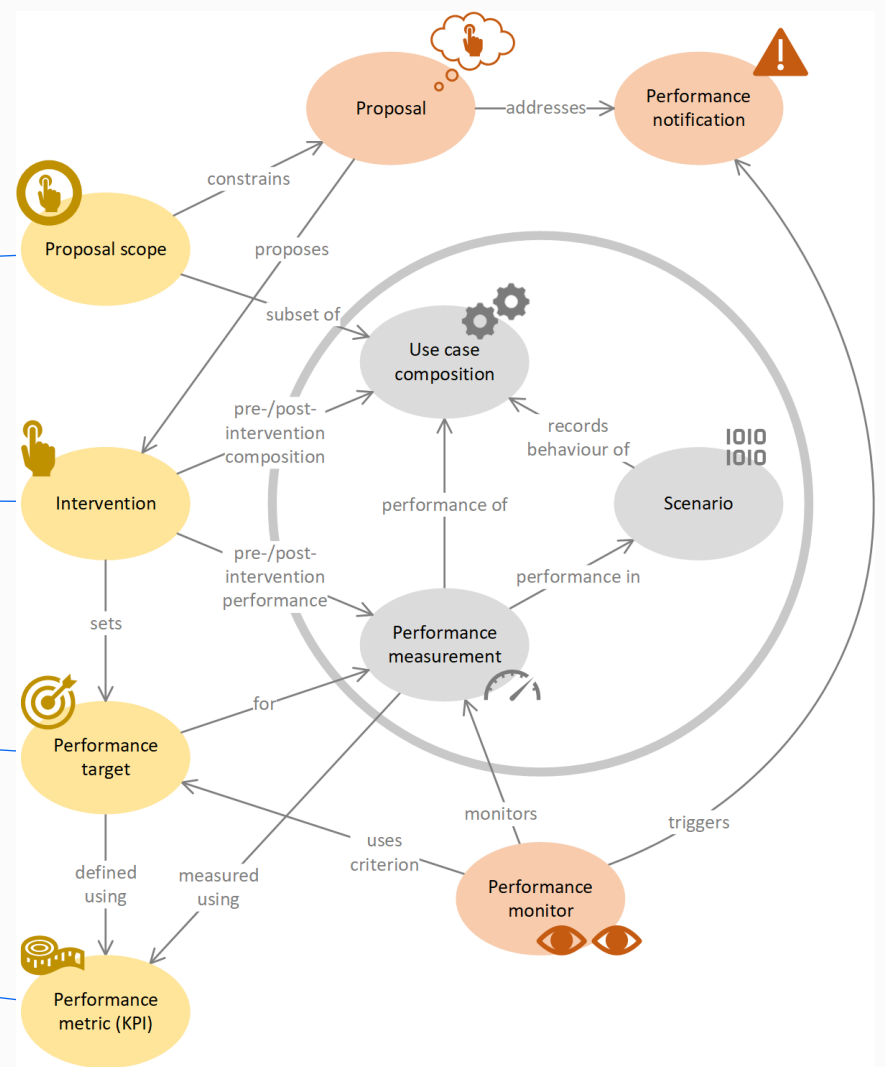 Proposal
addresses
Performance
notification
constrains
Proposal scope
proposes
subset of
Use case
composition
pre-/post-
intervention
composition
records
behaviour of
1010
1010
Intervention
performance of
Scenario
pre-/post-
intervention
performance
performance in
sets
Performance
measurement
for
Performance
target
monitors
triggers
uses
criterion
defined
using
measured
using
Performance
monitor
Performance
metric (KPI)